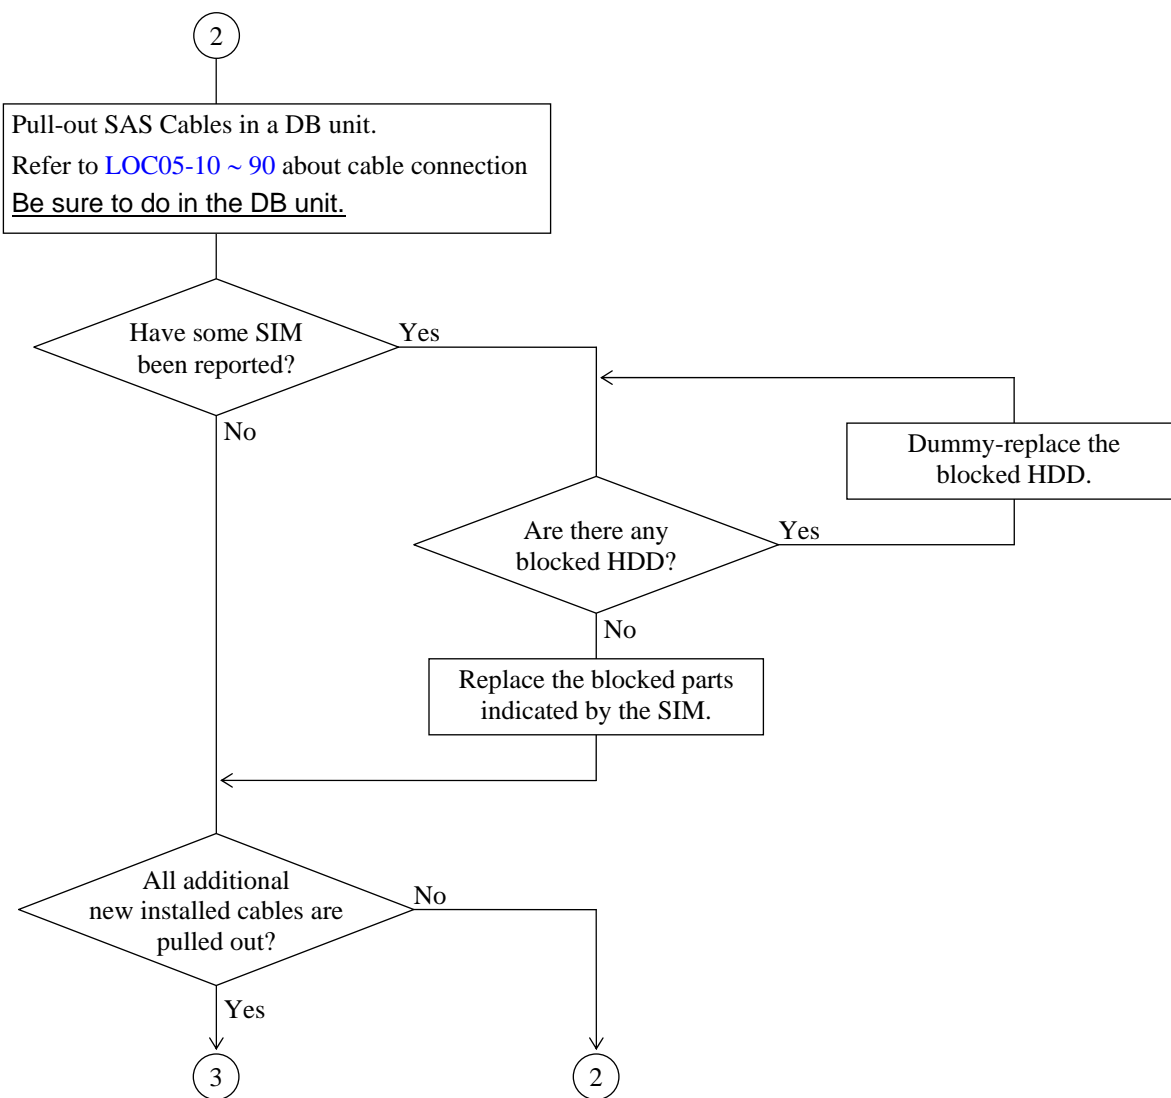 2
Pull-out SAS Cables in a DB unit.
Refer to LOC05-10 ~ 90 about cable connection
Be sure to do in the DB unit.
Have some SIM
been reported?
Yes
No
Dummy-replace the
blocked HDD.
Are there any
blocked HDD?
Yes
No
Replace the blocked parts
indicated by the SIM.
All additional
new installed cables are
pulled out?
No
Yes
3
2